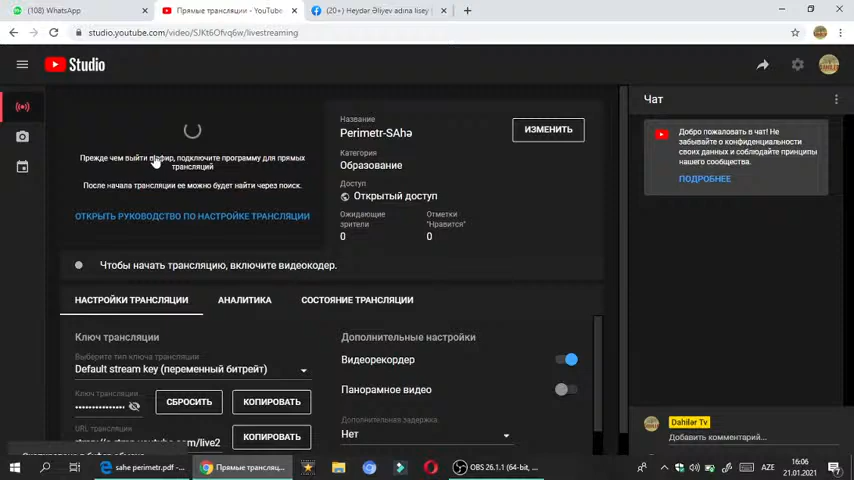 (108) WhatsApp
Прямые трансляции - YouTube
(20+) Heydər Əliyev adına lisey
studio.youtube.com/video/SJKt6Ofvq6w/livestreaming
Studio
Прежде чем выйти в эфир, подключите программу для прямых
трансляций
После начала трансляции ее можно будет найти через поиск.
ОТКРЫТЬ РУКОВОДСТВО ПО НАСТРОЙКЕ ТРАНСЛЯЦИИ
Название
Perimetr-SAhə
ИЗМЕНИТЬ
Категория
Образование
Доступ
Открытый доступ
Ожидающие
зрители
0
Отметки
"Нравится"
0
Чат
Добро пожаловать в чат! Не
забывайте о конфиденциальности
своих данных и соблюдайте принципы
нашего сообщества.
ПОДРОБНЕЕ
Чтобы начать трансляцию, включите видеокодер.
НАСТРОЙКИ ТРАНСЛЯЦИИ
АНАЛИТИКА
СОСТОЯНИЕ ТРАНСЛЯЦИИ
Ключ трансляции
Выберите тип ключа трансляции
Default stream key (переменный битрейт)
Ключ трансляции
СБРОСИТЬ
КОПИРОВАТЬ
URL трансляции
КОПИРОВАТЬ
Дополнительные настройки
Видеорекордер
Панорамное видео
Дополнительная задержка
Нет
Dahilər Tv
Добавить комментарий...
sahe perimetr.pdf -...
Прямые трансляц...
OBS 26.1.1 (64-bit, ...
AZE
16:06
21.01.2021